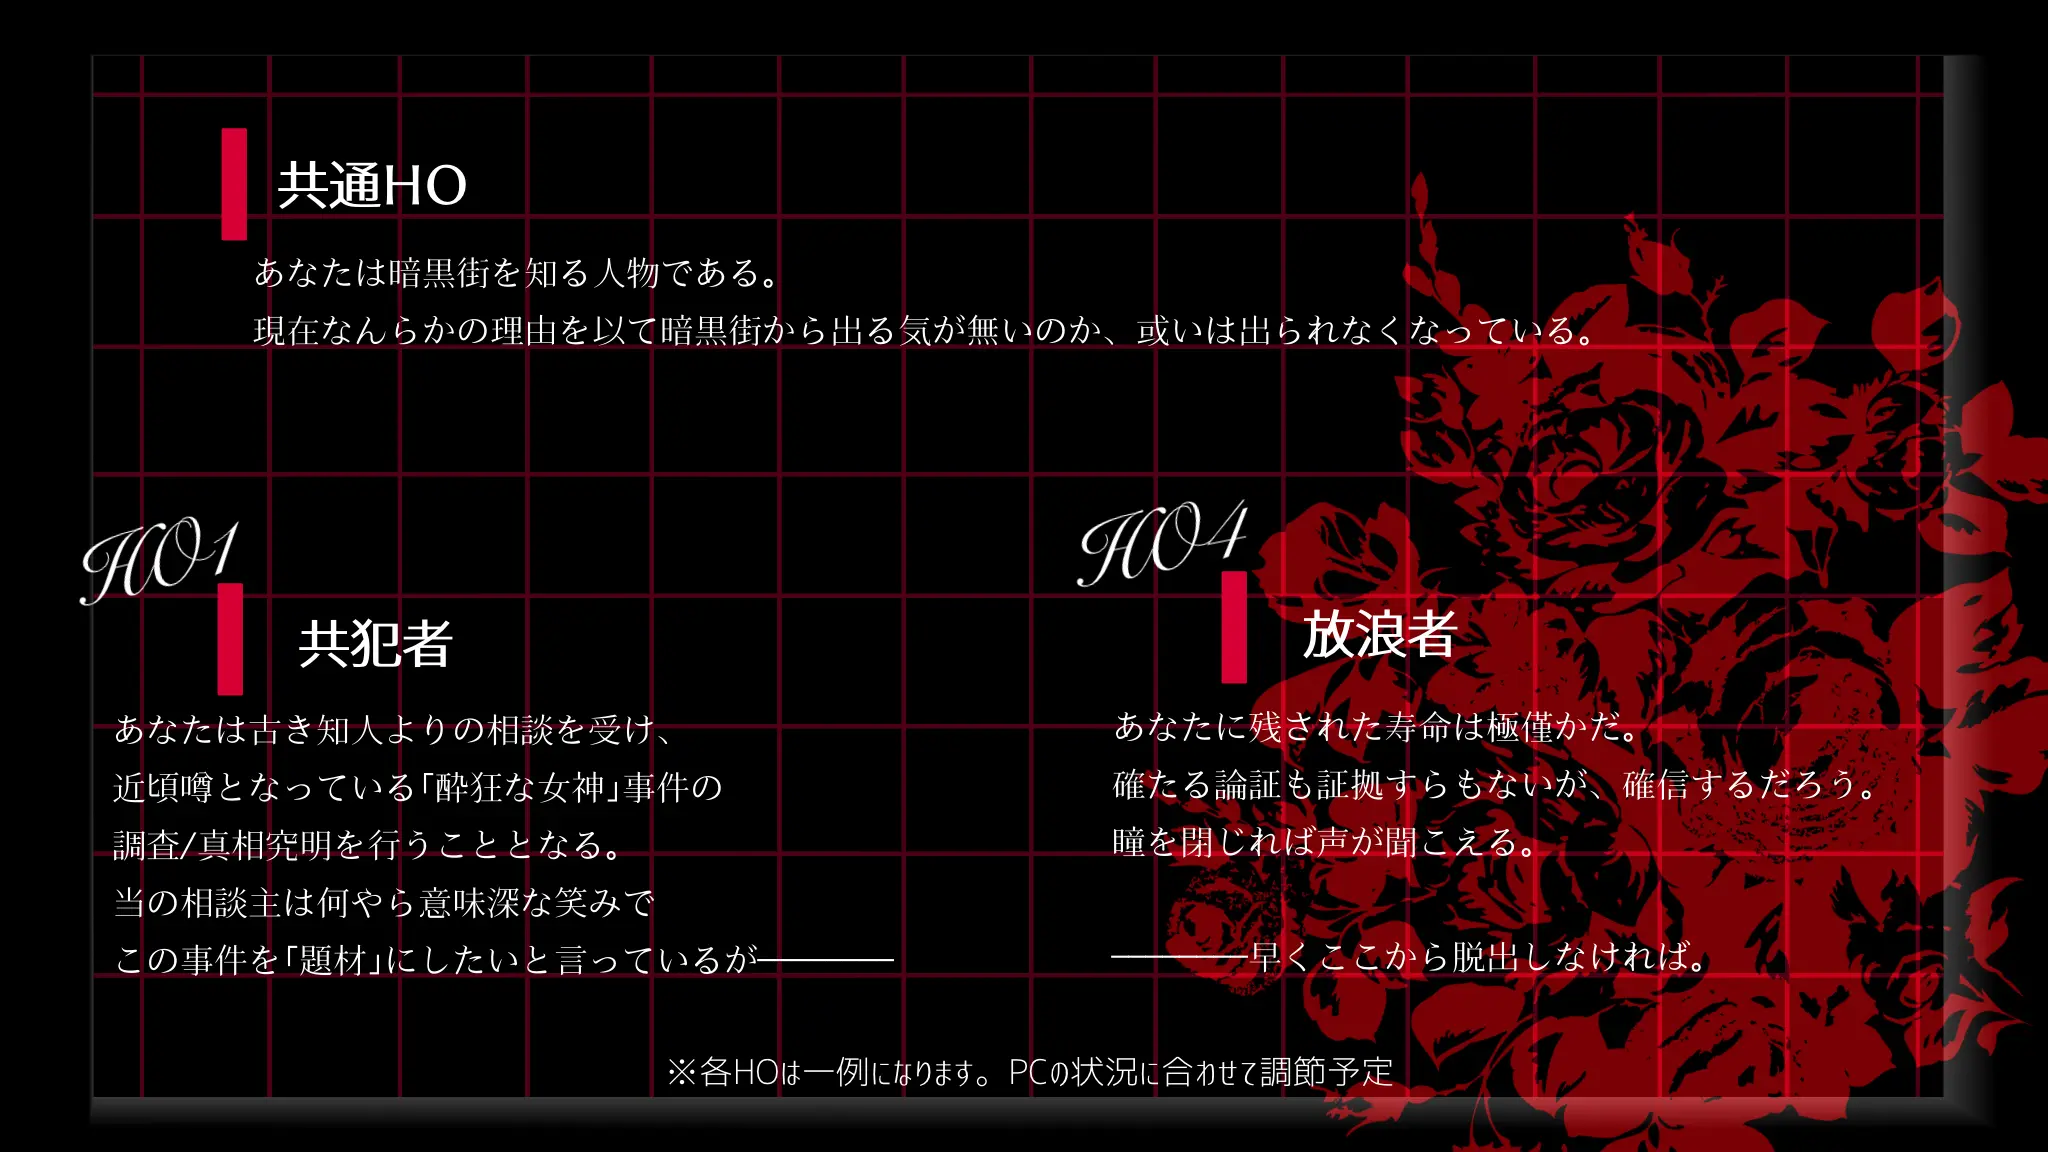 共通HO
あなたは暗黒街を知る人物である。
現在なんらかの理由を以て暗黒街から出る気が無いのか、或いは出られなくなっている。
HO1
共犯者
あなたは古き知人よりの相談を受け、
近頃噂となっている「酔狂な女神」事件の
調査/真相究明を行うこととなる。
当の相談主は何やら意味深な笑みで
この事件を「題材」にしたいと言っているが――――
HO4
放浪者
あなたに残された寿命は極僅かだ。
確たる論証も証拠すらもないが、確信するだろう。
瞳を閉じれば声が聞こえる。
――――早くここから脱出しなければ。
※各HOは一例になります。PCの状況に合わせて調節予定